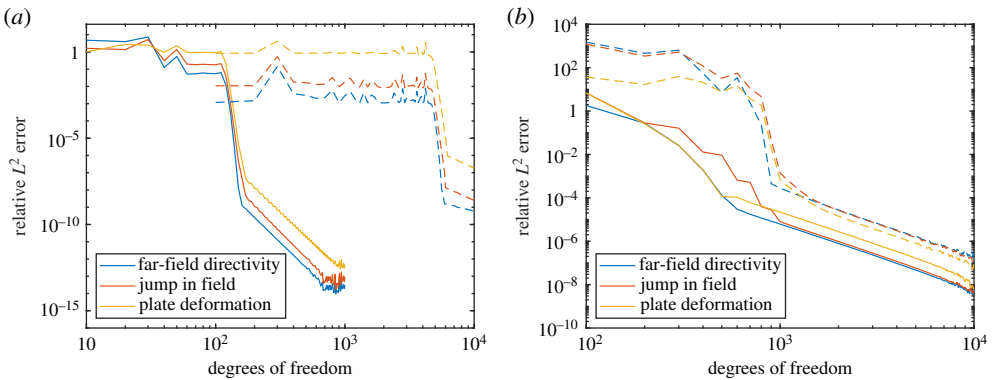 (a)
1
10^-5
10^-10
10^-15
relative L^2 error
far-field directivity
jump in field
plate deformation
10
10^2
10^3
10^4
degrees of freedom
(b)
10^4
10^2
1
10^-2
10^-4
10^-6
10^-8
10^-10
relative L^2 error
far-field directivity
jump in field
plate deformation
10^2
10^3
10^4
degrees of freedom